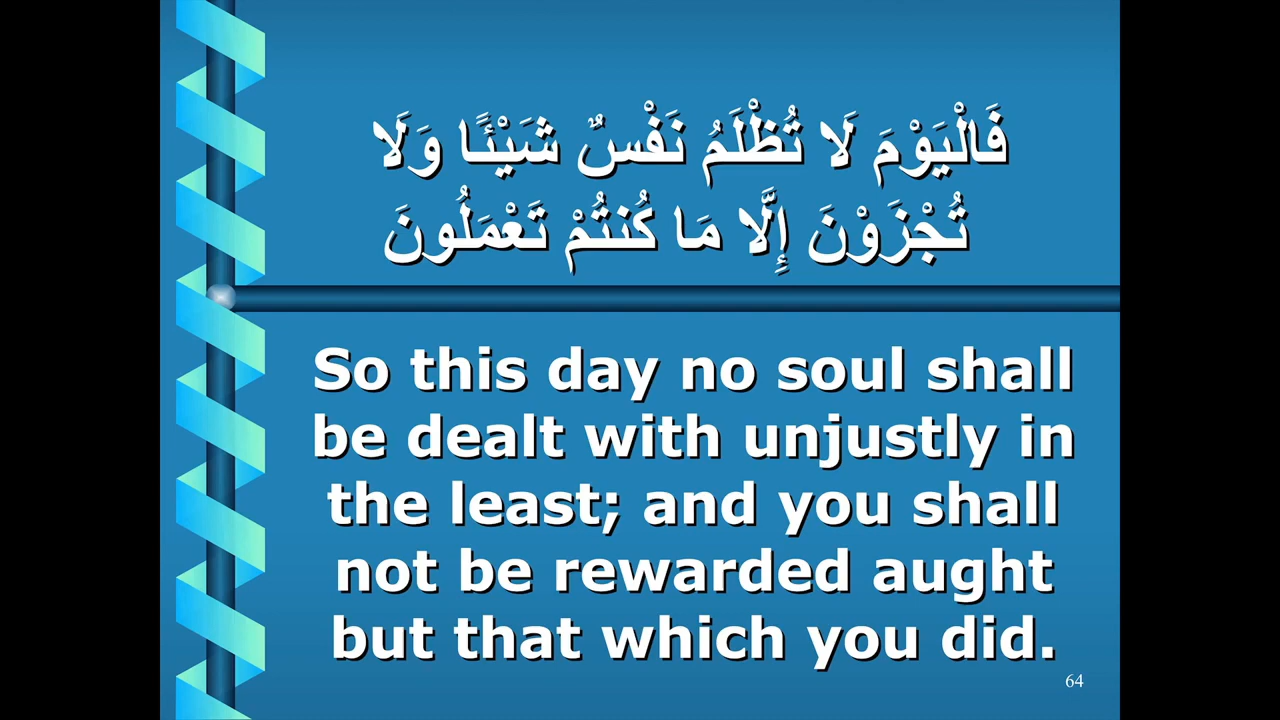 فَالْيَوْمَ لَا تُظْلَمُ نَفْسٌ شَيْئًا وَلَا
تُجْزَوْنَ إِلَّا مَا كُنتُمْ تَعْمَلُونَ
So this day no soul shall
be dealt with unjustly in
the least; and you shall
not be rewarded aught
but that which you did.
64